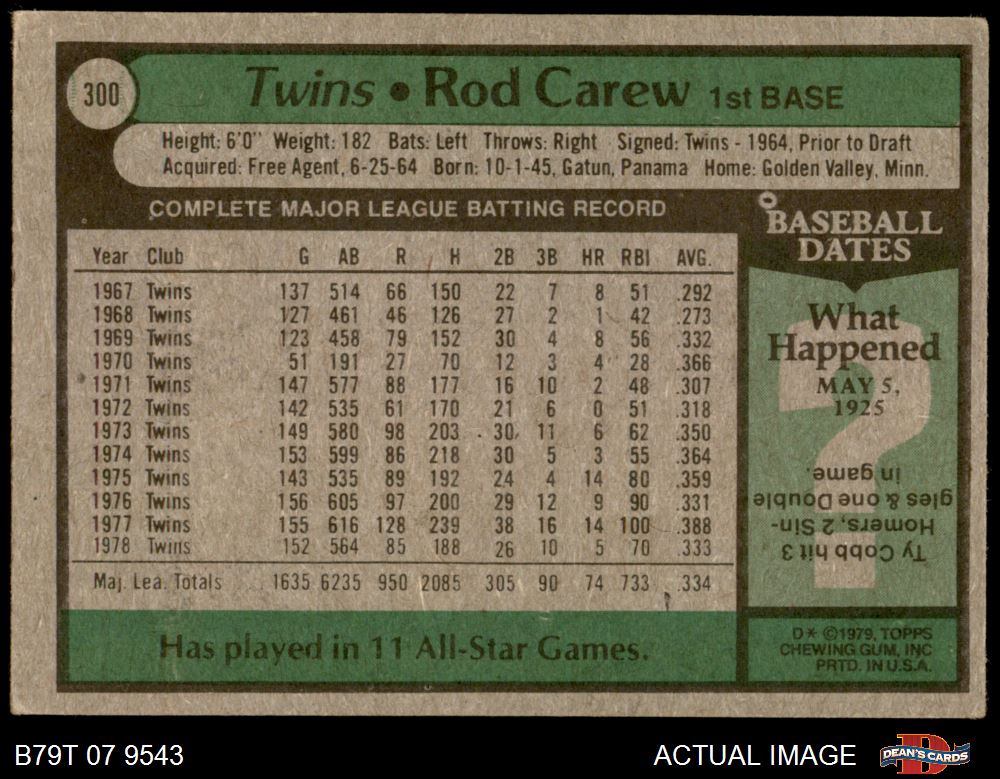 300
Twins • Rod Carew 1st BASE
Height: 6'0" Weight: 182 Bats: Left Throws: Right Signed: Twins - 1964, Prior to Draft
Acquired: Free Agent, 6-25-64 Born: 10-1-45, Gatun, Panama Home: Golden Valley, Minn.
COMPLETE MAJOR LEAGUE BATTING RECORD
Year Club G AB R H 2B 3B HR RBI AVG.
1967 Twins 137 514 66 150 22 7 8 51 .292
1968 Twins 127 461 46 126 27 2 1 42 .273
1969 Twins 123 458 79 152 30 4 8 56 .332
1970 Twins 51 191 27 70 12 3 4 28 .366
1971 Twins 147 577 88 177 16 10 2 48 .307
1972 Twins 142 535 61 170 21 6 0 51 .318
1973 Twins 149 580 98 203 30 11 6 62 .350
1974 Twins 153 599 86 218 30 5 3 55 .364
1975 Twins 143 535 89 192 24 4 14 80 .359
1976 Twins 156 605 97 200 29 12 9 90 .331
1977 Twins 155 616 128 239 38 16 14 100 .388
1978 Twins 152 564 85 188 26 10 5 70 .333
Maj. Lea. Totals 1635 6235 950 2085 305 90 74 733 .334
Has played in 11 All-Star Games.
BASEBALL
DATES
What
Happened
MAY 5,
1925
?
Ty Cobb hit 3
Homers, 2 Sin-
gles & one Double
in game.
D* ©1979, TOPPS
CHEWING GUM, INC
PRTD. IN U.S.A.
B79T 07 9543
ACTUAL IMAGE
DEAN'S CARDS